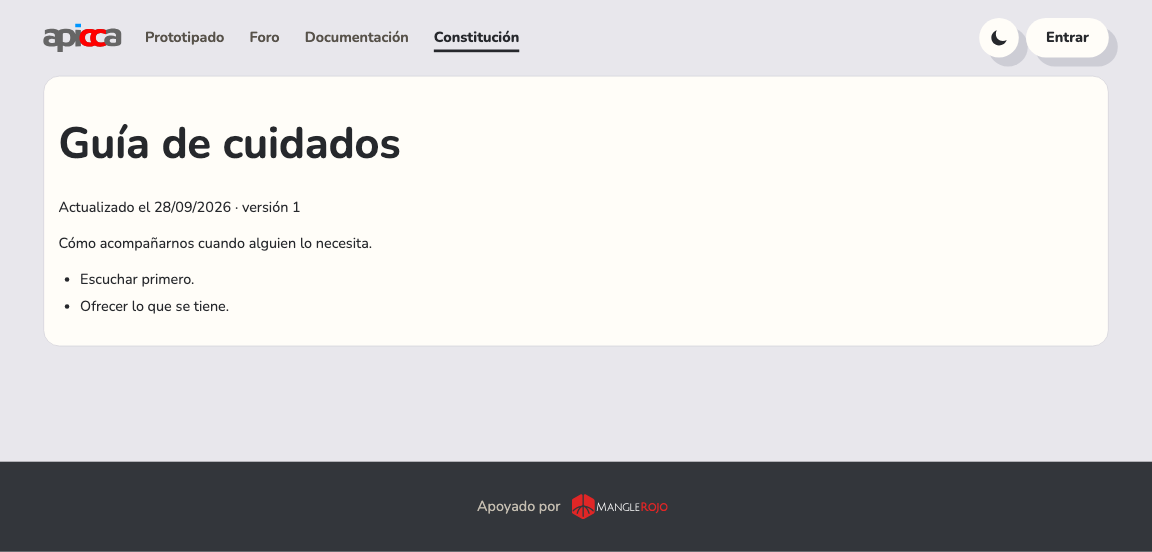 apicca
Prototipado
Foro
Documentación
Constitución
Entrar
Guía de cuidados
Actualizado el 28/09/2026 · versión 1
Cómo acompañarnos cuando alguien lo necesita.
• Escuchar primero.
• Ofrecer lo que se tiene.
Apoyado por
MANGLEROJO